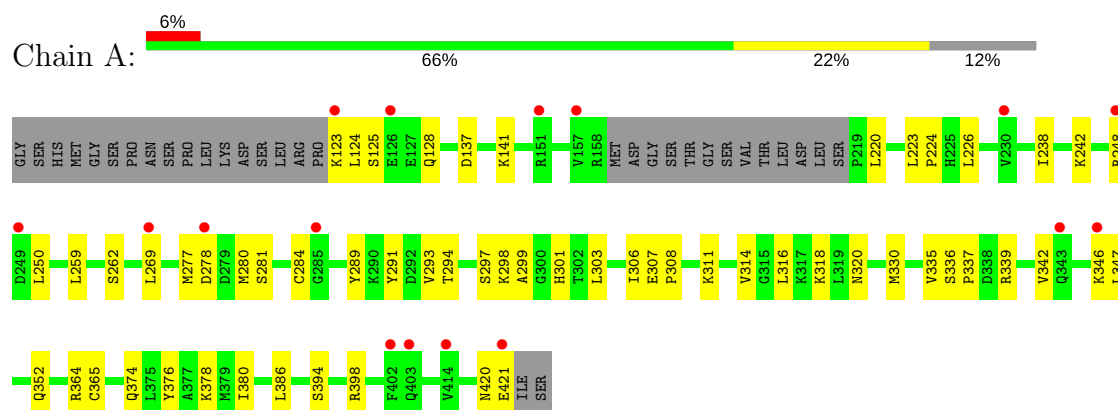 6%
Chain A:
66% 22% 12%
GLY SER HIS MET GLY SER PRO ASN SER PRO LEU LYS ASP SER LEU ARG PRO K123 L124 S125 E126 E127 Q128 D137 K141 R151 V157 R158 MET ASP GLY SER THR GLY SER VAL THR LEU ASP LEU SER P219 L220 L223 P224 H225 L226 V230 I238 K242
D249 L250 L259 S262 L269 M277 D278 D279 M280 S281 C284 G285 Y289 K290 Y291 D292 V293 T294 S297 K298 A299 G300 H301 T302 L303 I306 E307 P308 K311 V314 G315 L316 K317 K318 L319 N320 M330 V335 S336 P337 D338 R339 V342 Q343 K346
Q352 R364 C365 Q374 L375 Y376 A377 K378 M379 I380 L386 S394 R398 F402 Q403 V414 N420 E421 ILE SER